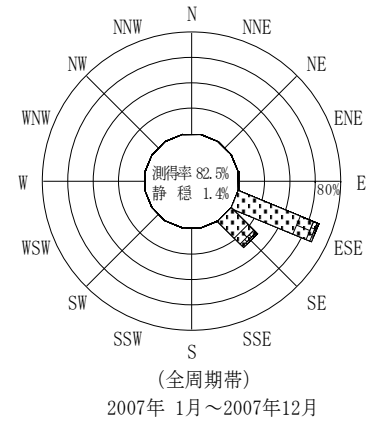 N
NNW NNE
NW NE
WNW ENE
測得率 82.5%
静 穏 1.4%
W 80% E
WSW ESE
SW SE
SSW SSE
S
(全周期帯)
2007年 1月～2007年12月